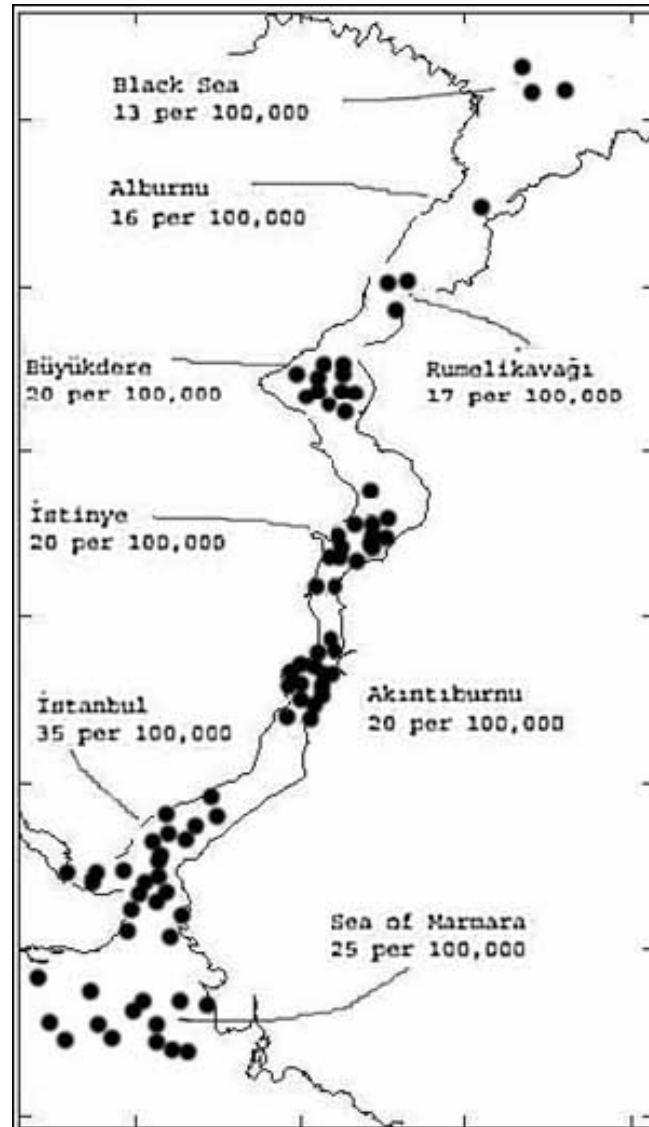 Black Sea
13 per 100,000
Alburnu
16 per 100,000
Büyükdere
20 per 100,000
Rumelikavağı
17 per 100,000
İstinye
20 per 100,000
İstanbul
35 per 100,000
Akıntıburnu
20 per 100,000
Sea of Marmara
25 per 100,000